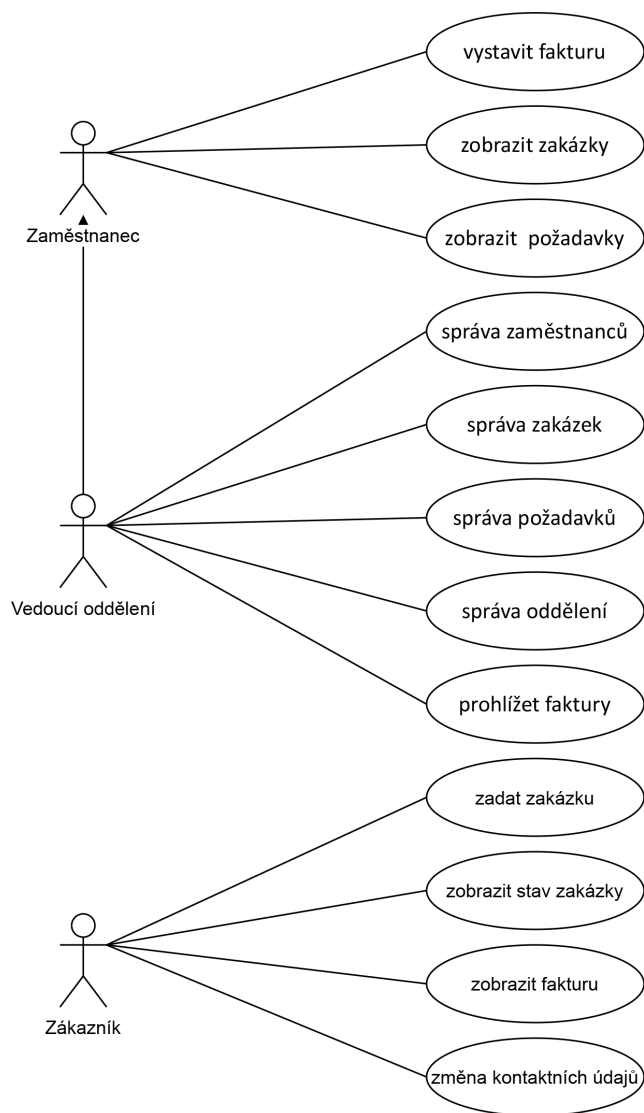 vystavit fakturu
zobrazit zakázky
zobrazit požadavky
Zaměstnanec
správa zaměstnanců
správa zakázek
správa požadavků
správa oddělení
prohlížet faktury
Vedoucí oddělení
zadat zakázku
zobrazit stav zakázky
zobrazit fakturu
změna kontaktních údajů
Zákazník